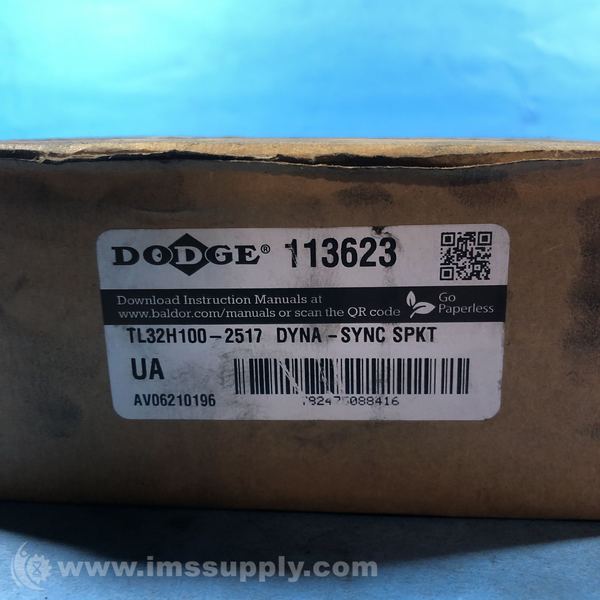 DODGE® 113623
Download Instruction Manuals at
www.baldor.com/manuals or scan the QR code
Go
Paperless
TL32H100-2517 DYNA-SYNC SPKT
UA
AV06210196
www.imssupply.com